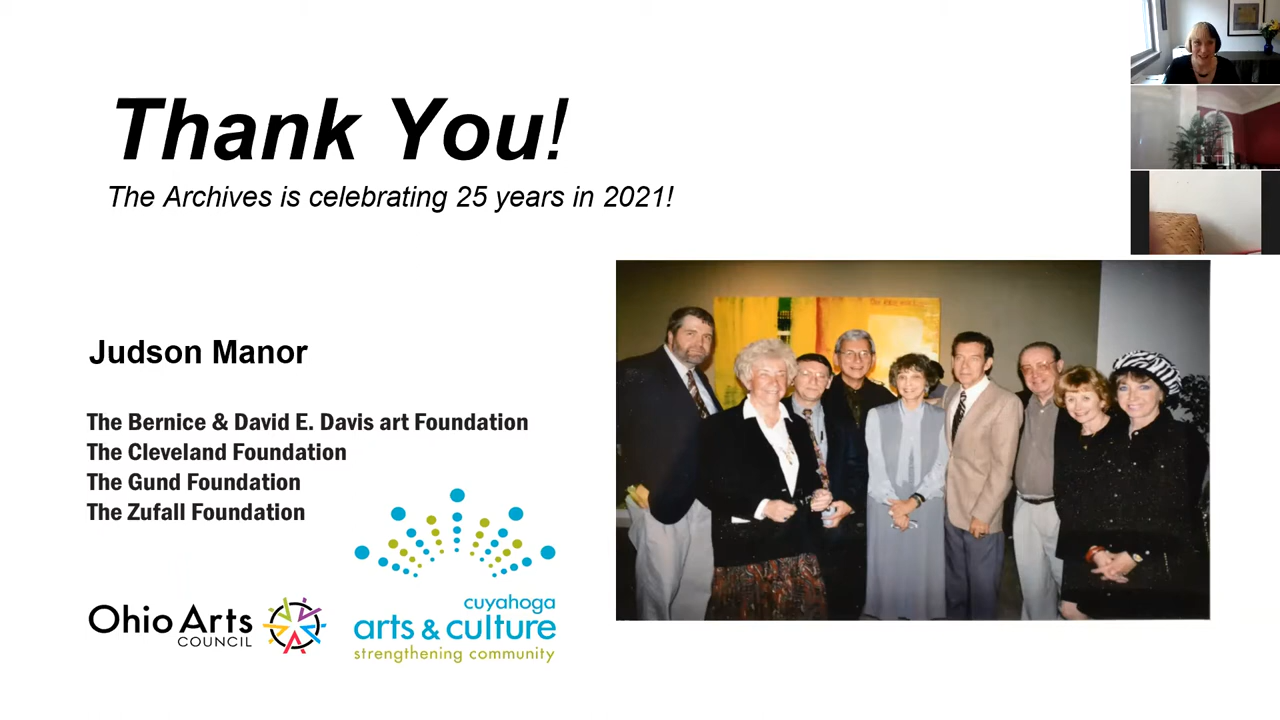 Thank You!
The Archives is celebrating 25 years in 2021!
Judson Manor
The Bernice & David E. Davis art Foundation
The Cleveland Foundation
The Gund Foundation
The Zufall Foundation
Ohio Arts
COUNCIL
cuyahoga
arts & culture
strengthening community